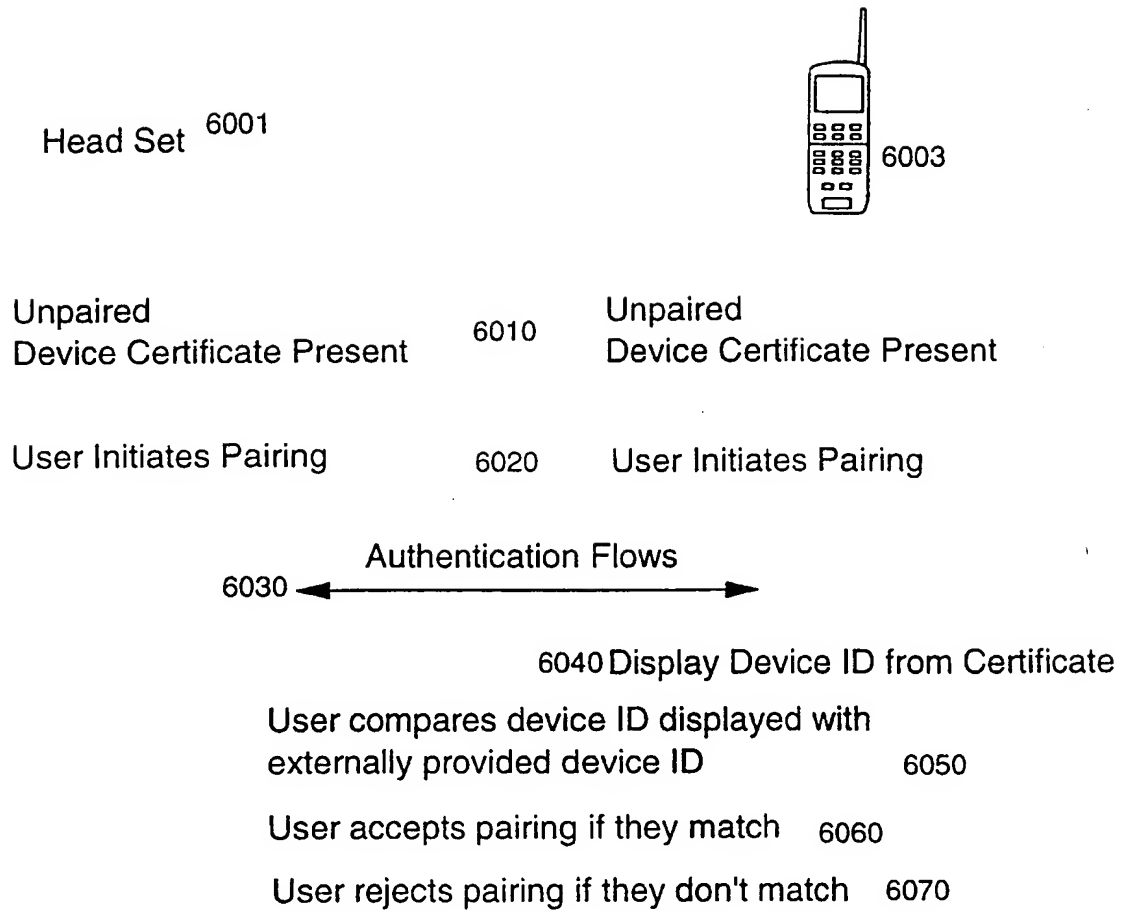 Head Set 6001
6003
Unpaired
Device Certificate Present
6010
Unpaired
Device Certificate Present
User Initiates Pairing 6020 User Initiates Pairing
Authentication Flows
6030
6040 Display Device ID from Certificate
User compares device ID displayed with
externally provided device ID 6050
User accepts pairing if they match 6060
User rejects pairing if they don't match 6070